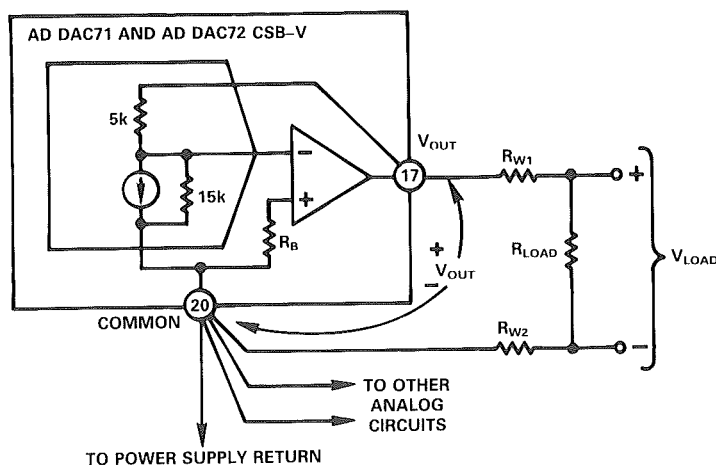 AD DAC71 AND AD DAC72 CSB–V
5k
15k
–
+
R_B
V_OUT
17
R_W1
+
R_LOAD
V_LOAD
+
V_OUT
–
20
COMMON
R_W2
–
TO OTHER
ANALOG
CIRCUITS
TO POWER SUPPLY RETURN